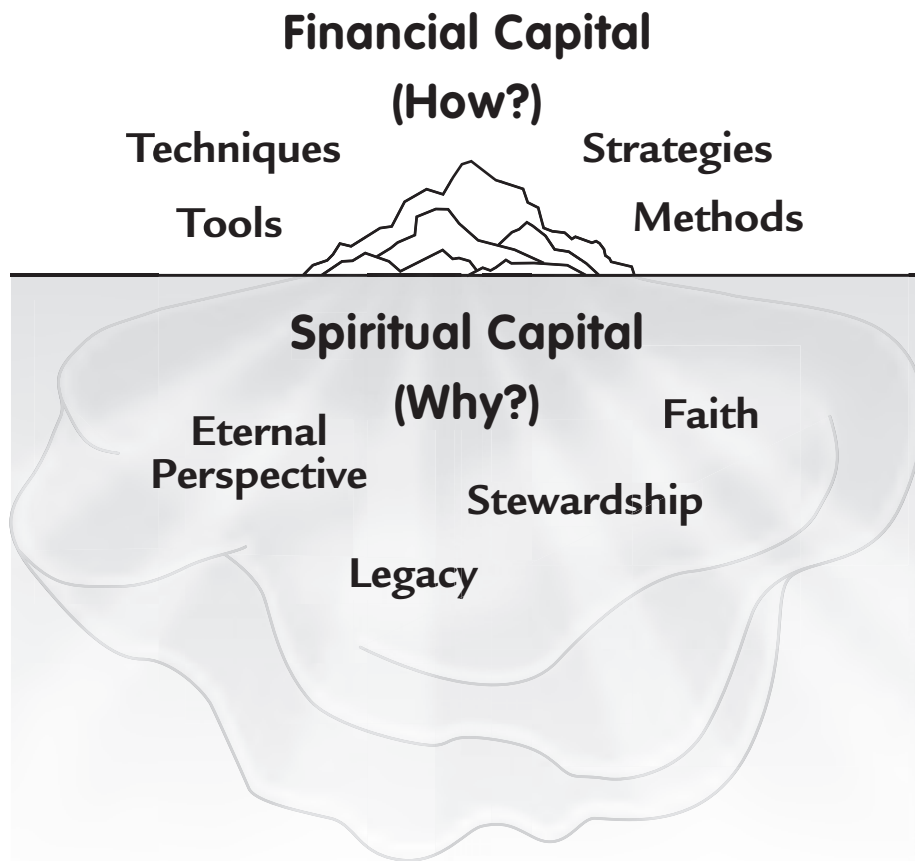 Financial Capital
(How?)
Techniques
Strategies
Tools
Methods
Spiritual Capital
(Why?)
Eternal
Perspective
Faith
Stewardship
Legacy